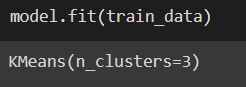 model.fit(train_data)
KMeans(n_clusters=3)